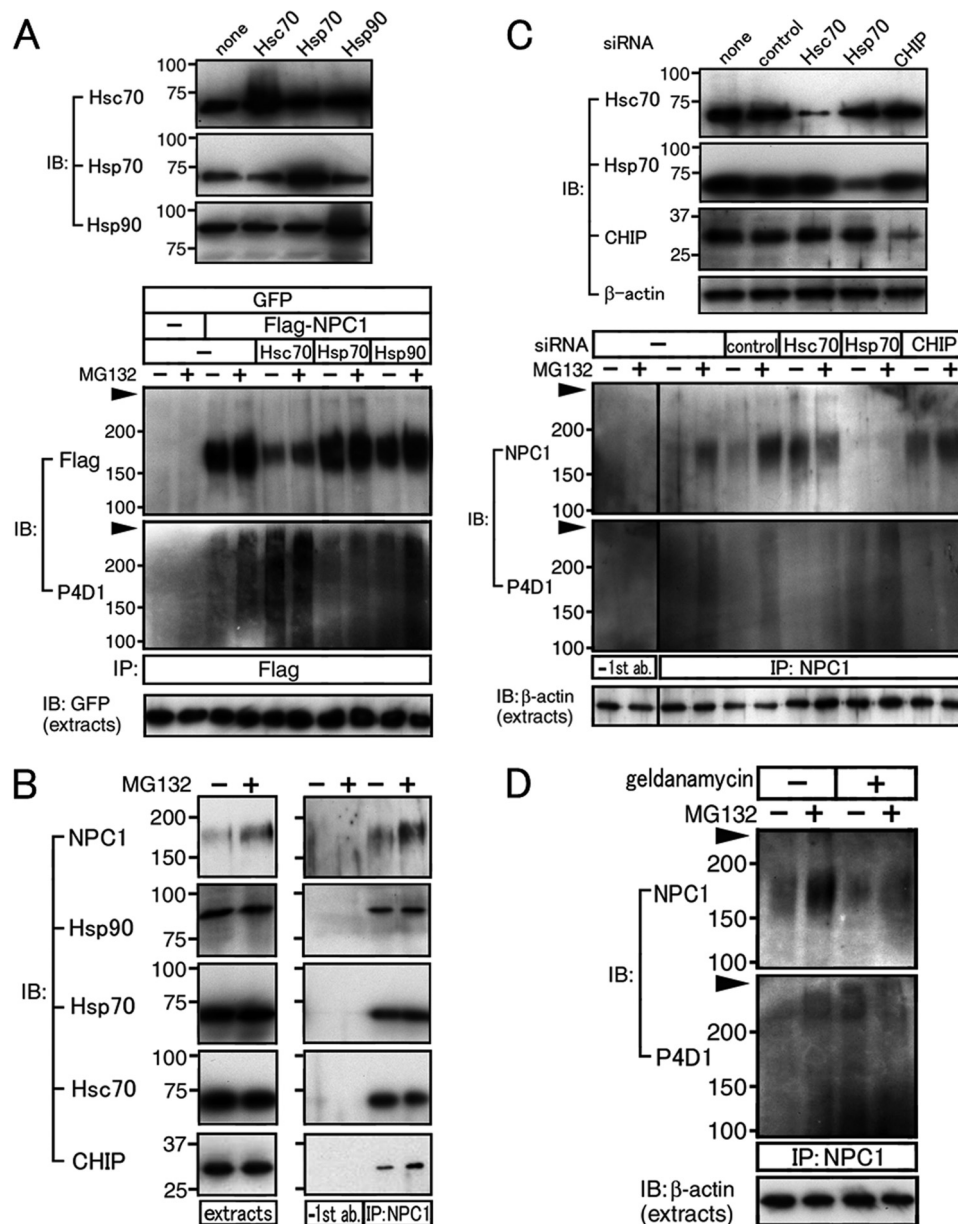 A
none Hsc70 Hsp70 Hsp90
100
75
Hsc70
100
75
IB: Hsp70
100
75
Hsp90
GFP
− Flag-NPC1
− Hsc70 Hsp70 Hsp90
MG132 − + − + − + − + − +
200
150
100
Flag
IB:
200
150
100
P4D1
IP: Flag
IB: GFP
(extracts)
B
MG132 − + − + − +
NPC1
200
150
Hsp90
100
75
IB:
Hsp70
100
75
Hsc70
100
75
CHIP
37
25
extracts -1st ab. IP:NPC1
C
siRNA none control Hsc70 Hsp70 CHIP
100
75
Hsc70
100
75
Hsp70
IB:
37
25
CHIP
β-actin
siRNA − control Hsc70 Hsp70 CHIP
MG132 − + − + − + − + − + − +
200
150
100
NPC1
IB:
200
150
100
P4D1
-1st ab. IP: NPC1
IB:β-actin
(extracts)
D
geldanamycin − +
MG132 − + − +
200
150
100
NPC1
IB:
200
150
100
P4D1
IP: NPC1
IB:β-actin
(extracts)